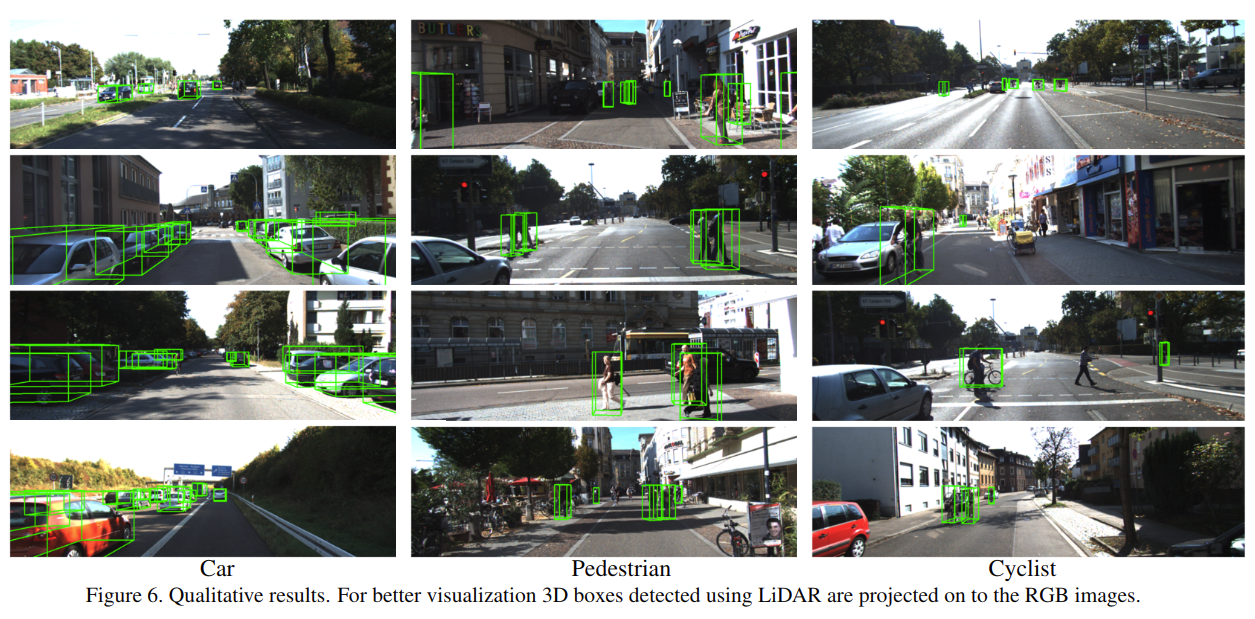 BUTLERS
Car
Pedestrian
Cyclist
Figure 6. Qualitative results. For better visualization 3D boxes detected using LiDAR are projected on to the RGB images.